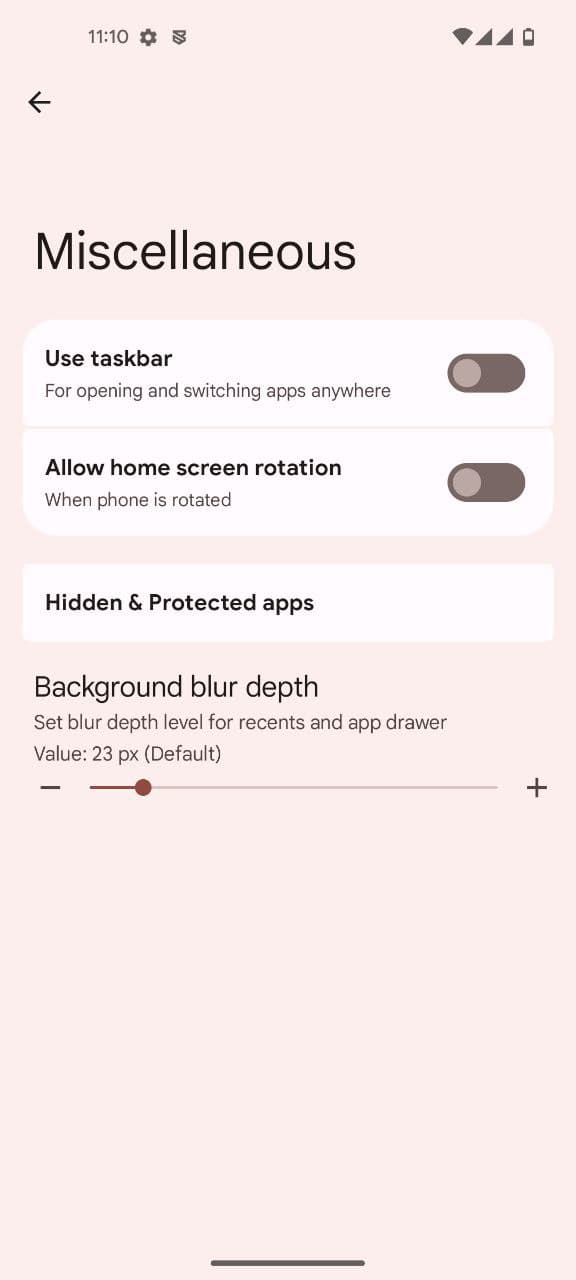 11:10
Miscellaneous
Use taskbar
For opening and switching apps anywhere
Allow home screen rotation
When phone is rotated
Hidden & Protected apps
Background blur depth
Set blur depth level for recents and app drawer
Value: 23 px (Default)